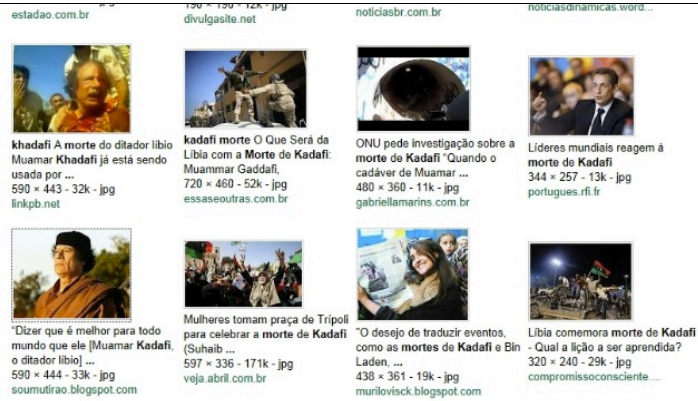 estadao.com.br
190 × 190 - 12k - jpg
divulgasite.net
noticiasbr.com.br
noticiasdinamicas.word...
khadafi A morte do ditador líbio
Muamar Khadafi já está sendo
usada por ...
590 × 443 - 32k - jpg
linkpb.net
kadafi morte O Que Será da
Líbia com a Morte de Kadafi:
Muammar Gaddafi,
720 × 460 - 52k - jpg
essaseoutras.com.br
ONU pede investigação sobre a
morte de Kadafi "Quando o
cadáver de Muamar ...
480 × 360 - 11k - jpg
gabriellamarins.com.br
Líderes mundiais reagem á
morte de Kadafi
344 × 257 - 13k - jpg
portugues.rfi.fr
"Dizer que é melhor para todo
mundo que ele [Muamar Kadafi,
o ditador líbio] ...
590 × 444 - 33k - jpg
soumutirao.blogspot.com
Mulheres tomam praça de Trípoli
para celebrar a morte de Kadafi
(Suhaib ...
597 × 336 - 171k - jpg
veja.abril.com.br
"O desejo de traduzir eventos,
como as mortes de Kadafi e Bin
Laden, ...
438 × 361 - 19k - jpg
murilovisck.blogspot.com
Líbia comemora morte de Kadafi
- Qual a lição a ser aprendida?
320 × 240 - 29k - jpg
compromissoconsciente....